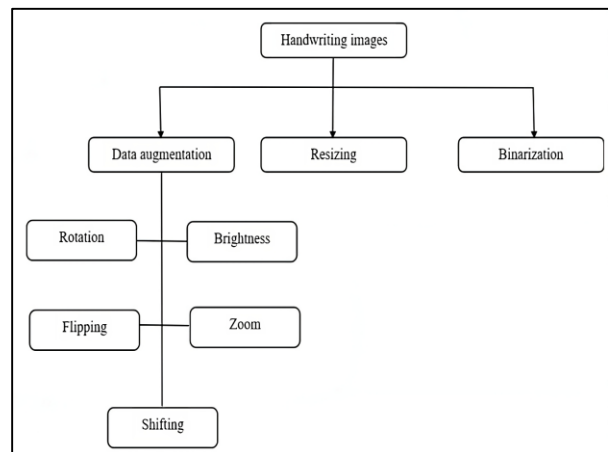 Handwriting images
Data augmentation
Resizing
Binarization
Rotation
Brightness
Flipping
Zoom
Shifting